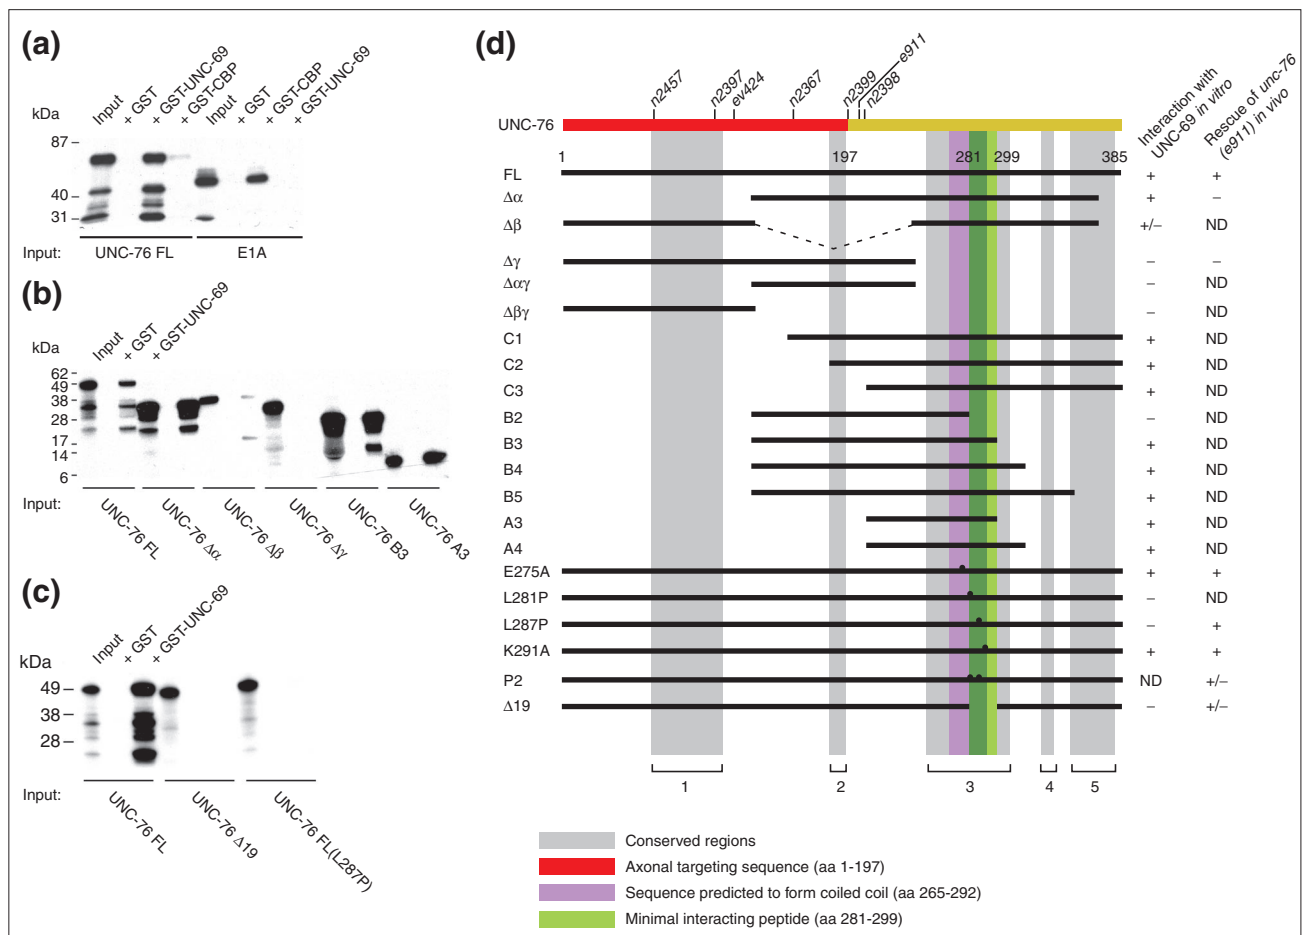 (a)
kDa
Input
+ GST
+ GST-UNC-69
+ GST-CBP
Input
+ GST
+ GST-CBP
+ GST-UNC-69
87
40
31
Input:
UNC-76 FL
E1A
(b)
kDa
Input
+ GST
+ GST-UNC-69
62
49
38
28
17
14
6
Input:
UNC-76 FL
UNC-76 Δα
UNC-76 Δβ
UNC-76 Δγ
UNC-76 B3
UNC-76 A3
(c)
kDa
Input
+ GST
+ GST-UNC-69
49
38
28
Input:
UNC-76 FL
UNC-76 Δ19
UNC-76 FL(L287P)
(d)
n2457
n2397
ev424
n2367
n2399
e911
n2398
Interaction with
UNC-69 in vitro
Rescue of unc-76
(e911) in vivo
UNC-76
1 197 281 299 385
FL + +
Δα + –
Δβ +/– ND
Δγ – –
Δαγ – ND
Δβγ – ND
C1 + ND
C2 + ND
C3 + ND
B2 – ND
B3 + ND
B4 + ND
B5 + ND
A3 + ND
A4 + ND
E275A + +
L281P – ND
L287P – +
K291A + +
P2 ND +/–
Δ19 – +/–
1 2 3 4 5
Conserved regions
Axonal targeting sequence (aa 1-197)
Sequence predicted to form coiled coil (aa 265-292)
Minimal interacting peptide (aa 281-299)